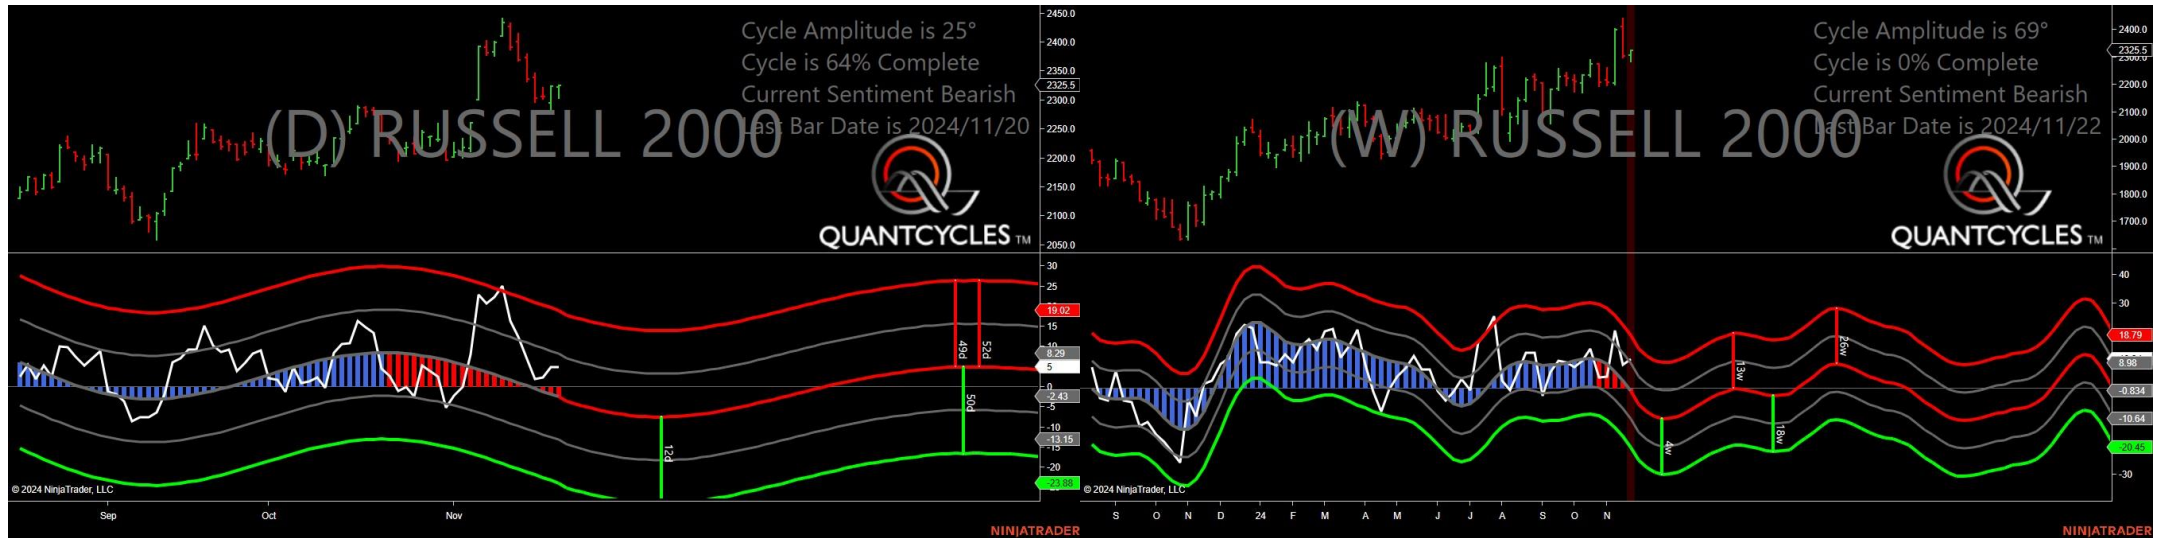 Cycle Amplitude is 25°
Cycle is 64% Complete
Current Sentiment Bearish
Last Bar Date is 2024/11/20
(D) RUSSELL 2000
QUANTCYCLES TM
2450.0
2400.0
2350.0
2325.5
2300.0
2250.0
2200.0
2150.0
2100.0
2050.0
30
25
19.02
15
10
8.29
5
0
-2.43
-5
-10
-13.15
-15
-20
-23.88
12d
49d
52d
50d
© 2024 NinjaTrader, LLC
Sep Oct Nov
NINJATRADER
Cycle Amplitude is 69°
Cycle is 0% Complete
Current Sentiment Bearish
Last Bar Date is 2024/11/22
(W) RUSSELL 2000
QUANTCYCLES TM
2400.0
2325.5
2300.0
2200.0
2100.0
2000.0
1900.0
1800.0
1700.0
40
30
18.79
8.98
-0.834
-10.64
-20.45
-30
4w
13w
18w
26w
© 2024 NinjaTrader, LLC
S O N D 24 F M A M J J A S O N
NINJATRADER